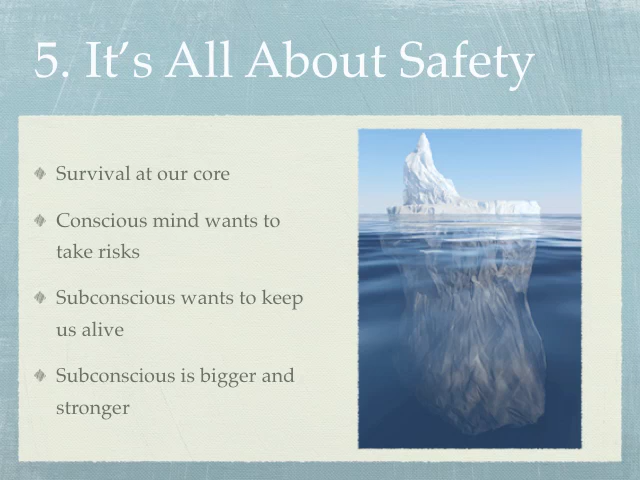 5. It’s All About Safety
Survival at our core
Conscious mind wants to
take risks
Subconscious wants to keep
us alive
Subconscious is bigger and
stronger